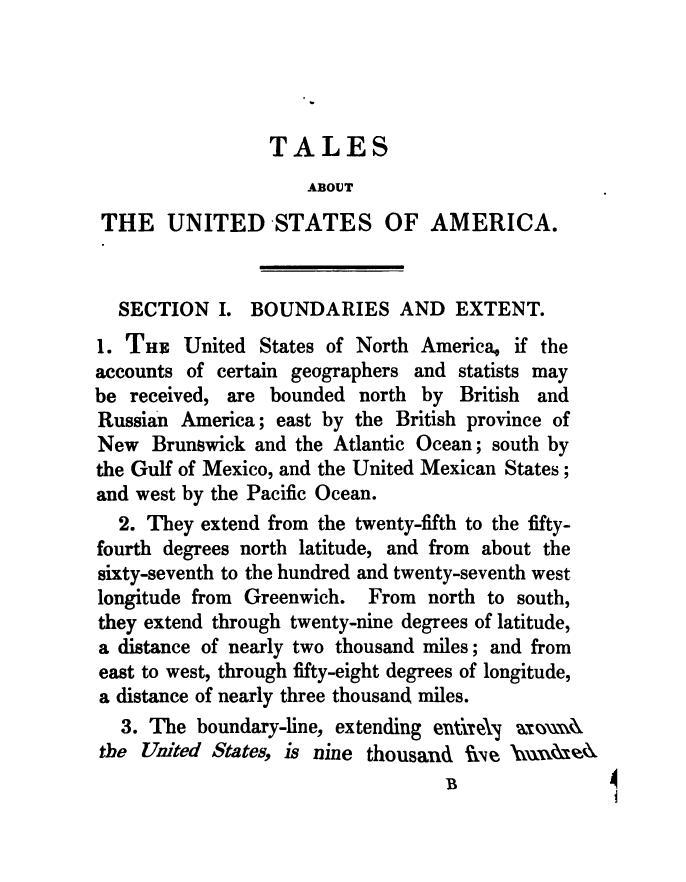 TALES
ABOUT
THE UNITED STATES OF AMERICA.
SECTION I. BOUNDARIES AND EXTENT.
1. THE United States of North America, if the
accounts of certain geographers and statists may
be received, are bounded north by British and
Russian America; east by the British province of
New Brunswick and the Atlantic Ocean; south by
the Gulf of Mexico, and the United Mexican States;
and west by the Pacific Ocean.
2. They extend from the twenty-fifth to the fifty-
fourth degrees north latitude, and from about the
sixty-seventh to the hundred and twenty-seventh west
longitude from Greenwich. From north to south,
they extend through twenty-nine degrees of latitude,
a distance of nearly two thousand miles; and from
east to west, through fifty-eight degrees of longitude,
a distance of nearly three thousand miles.
3. The boundary-line, extending entirely around
the United States, is nine thousand five hundred
B